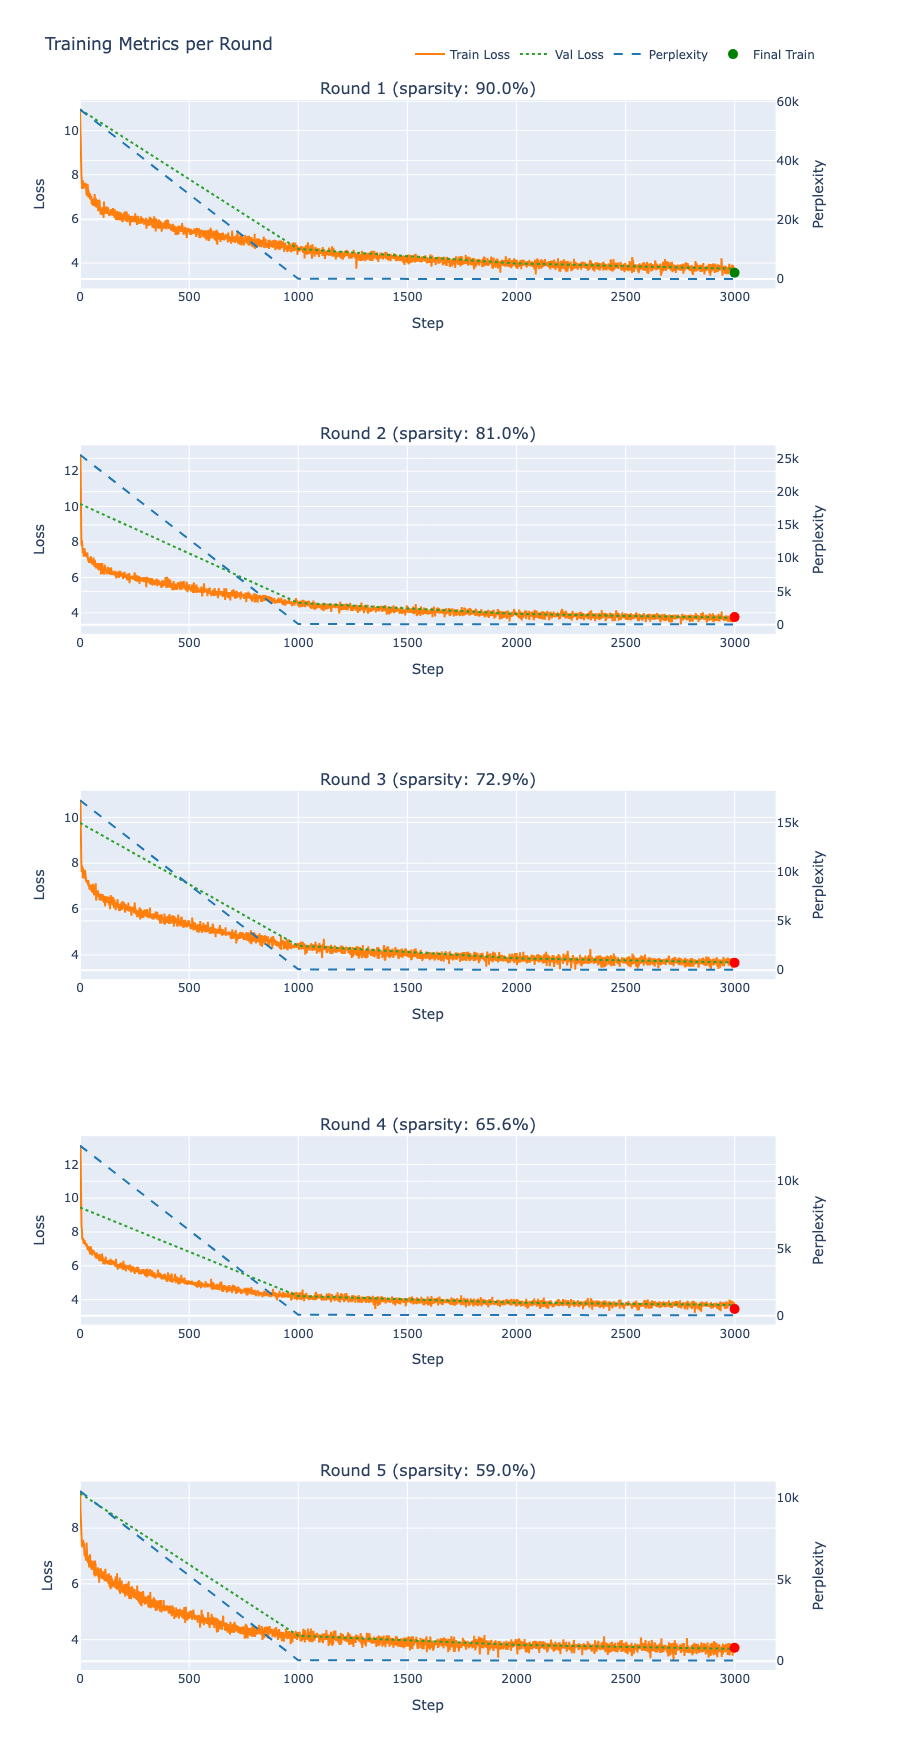 Training Metrics per Round
Train Loss Val Loss Perplexity Final Train
Round 1 (sparsity: 90.0%)
10
8
6
4
Loss
60k
40k
20k
0
Perplexity
0 500 1000 1500 2000 2500 3000
Step
Round 2 (sparsity: 81.0%)
12
10
8
6
4
Loss
25k
20k
15k
10k
5k
0
Perplexity
0 500 1000 1500 2000 2500 3000
Step
Round 3 (sparsity: 72.9%)
10
8
6
4
Loss
15k
10k
5k
0
Perplexity
0 500 1000 1500 2000 2500 3000
Step
Round 4 (sparsity: 65.6%)
12
10
8
6
4
Loss
10k
5k
0
Perplexity
0 500 1000 1500 2000 2500 3000
Step
Round 5 (sparsity: 59.0%)
8
6
4
Loss
10k
5k
0
Perplexity
0 500 1000 1500 2000 2500 3000
Step